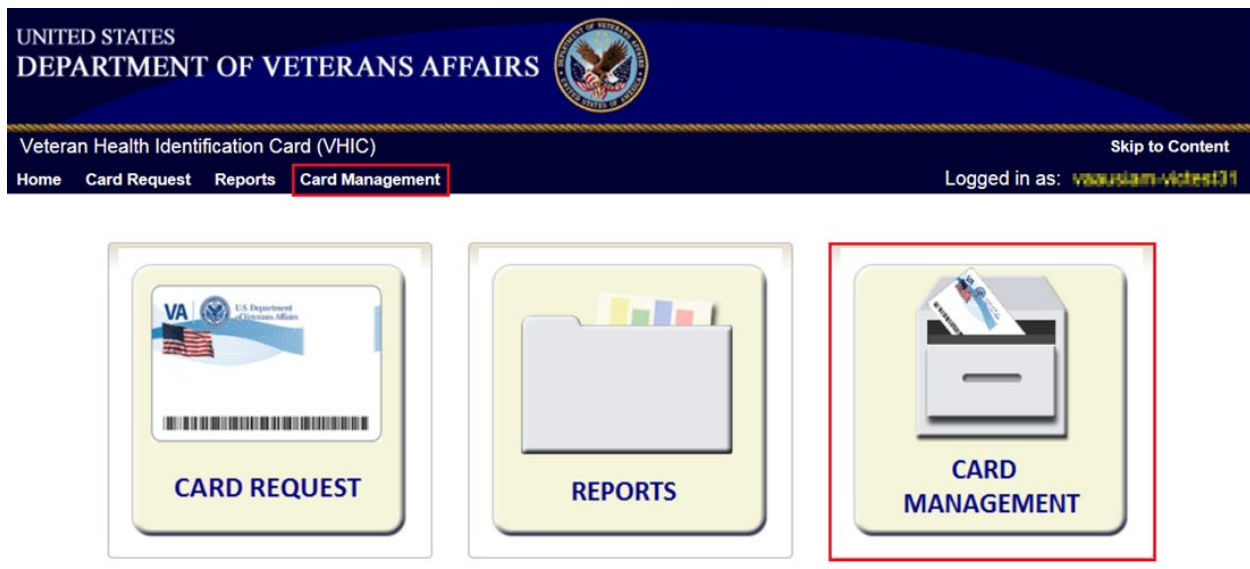 UNITED STATES
DEPARTMENT OF VETERANS AFFAIRS
Veteran Health Identification Card (VHIC)
Skip to Content
Home Card Request Reports Card Management
Logged in as:
VA
U.S. Department
of Veterans Affairs
CARD REQUEST
REPORTS
CARD
MANAGEMENT